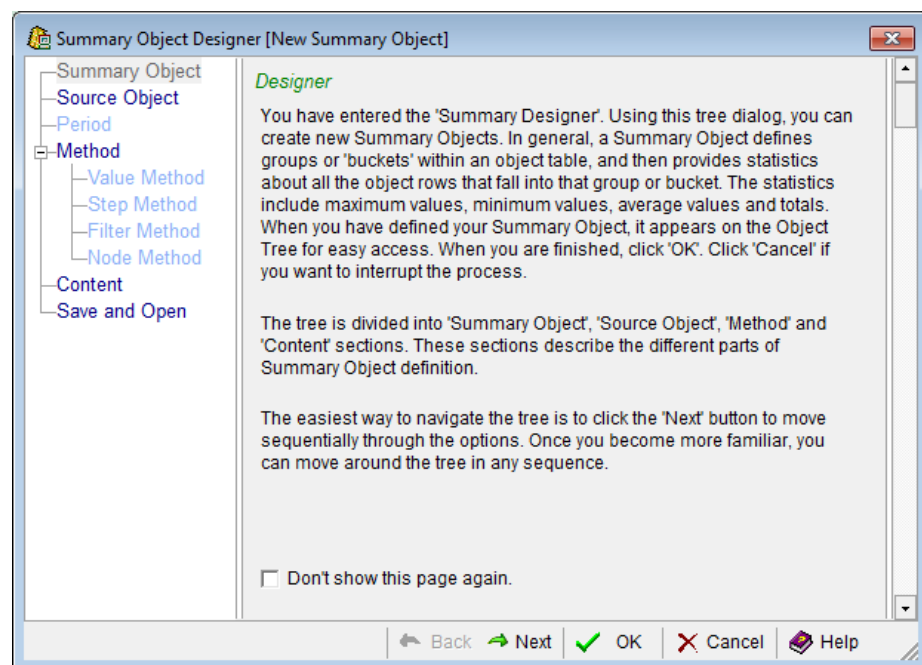 Summary Object Designer [New Summary Object]
Summary Object
Source Object
Period
Method
Value Method
Step Method
Filter Method
Node Method
Content
Save and Open
Designer
You have entered the 'Summary Designer'. Using this tree dialog, you can
create new Summary Objects. In general, a Summary Object defines
groups or 'buckets' within an object table, and then provides statistics
about all the object rows that fall into that group or bucket. The statistics
include maximum values, minimum values, average values and totals.
When you have defined your Summary Object, it appears on the Object
Tree for easy access. When you are finished, click 'OK'. Click 'Cancel' if
you want to interrupt the process.
The tree is divided into 'Summary Object', 'Source Object', 'Method' and
'Content' sections. These sections describe the different parts of
Summary Object definition.
The easiest way to navigate the tree is to click the 'Next' button to move
sequentially through the options. Once you become more familiar, you
can move around the tree in any sequence.
Don't show this page again.
Back Next OK Cancel Help